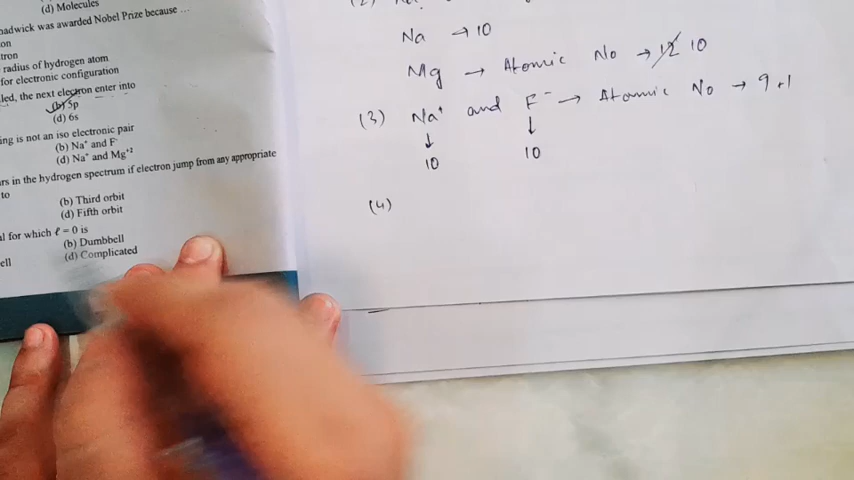 (d) Molecules
adwick was awarded Nobel Prize because ...
on
tron
radius of hydrogen atom
for electronic configuration
led, the next electron enter into
(b) 5p
(d) 6s
ing is not an iso electronic pair
(b) Na⁺ and F⁻
(d) Na⁺ and Mg⁺²
rs in the hydrogen spectrum if electron jump from any appropriate
to
(b) Third orbit
(d) Fifth orbit
al for which ℓ = 0 is
(b) Dumbbell
ell
(d) Complicated
Na → 10
Mg → Atomic No → 12 10
(3) Na⁺ and F⁻ → Atomic No → 9+1
↓ ↓
10 10
(4)